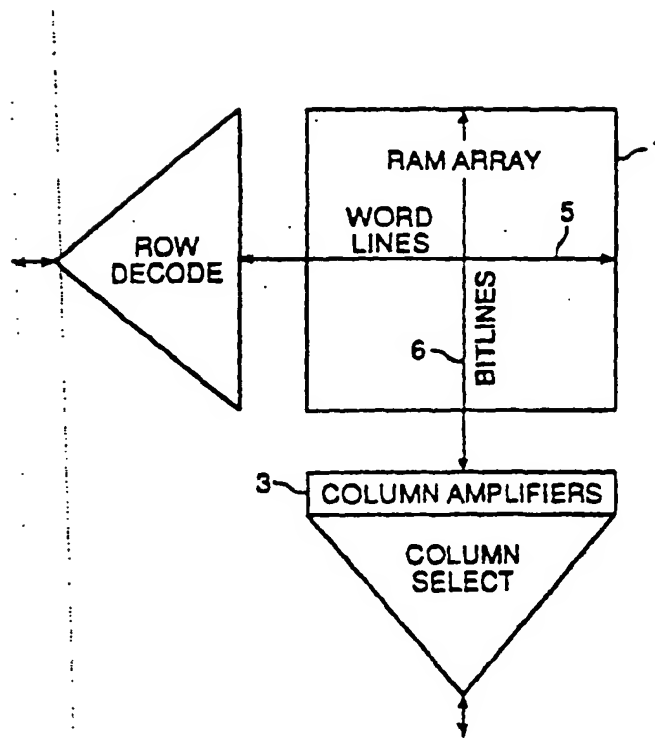 RAM ARRAY
WORD
LINES
5
ROW
DECODE
6
BITLINES
3
COLUMN AMPLIFIERS
COLUMN
SELECT